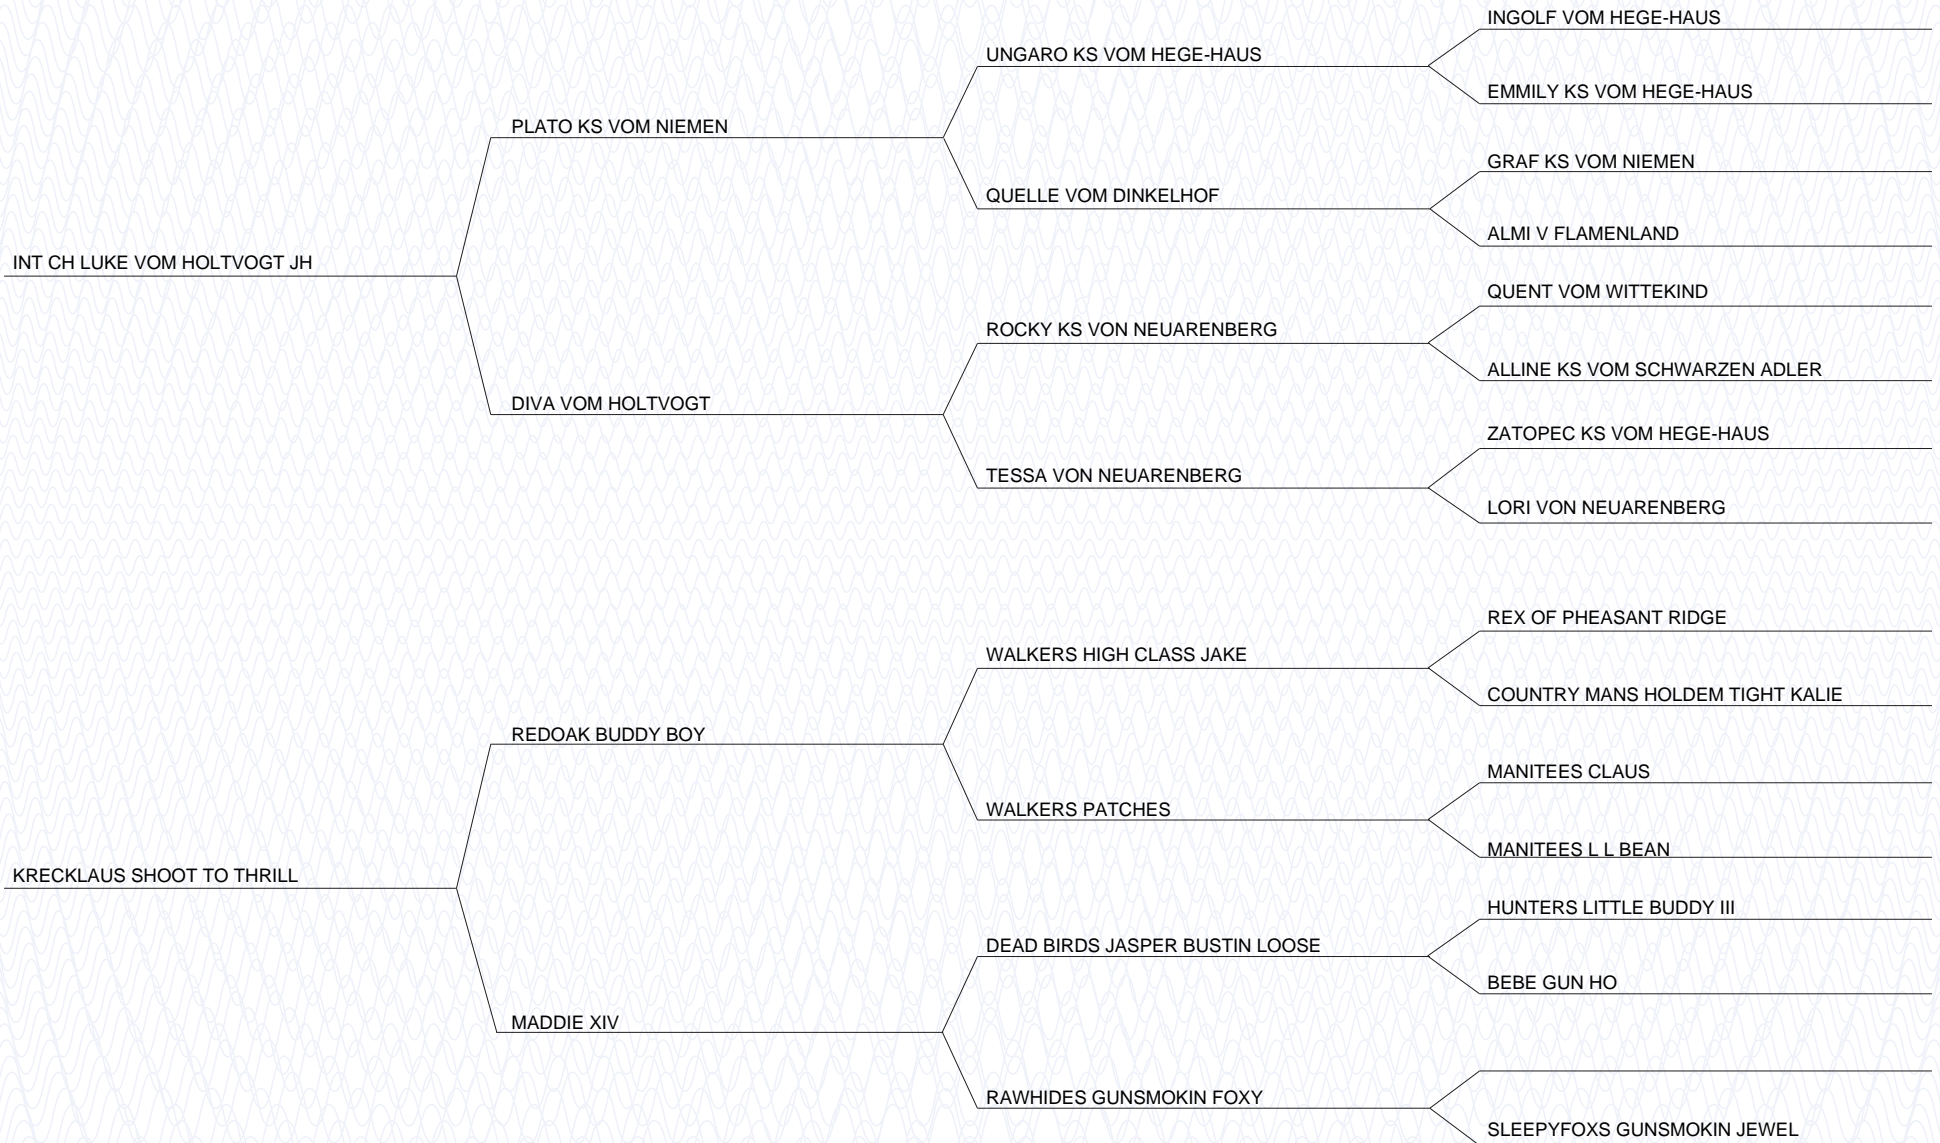 INGOLF VOM HEGE-HAUS
UNGARO KS VOM HEGE-HAUS
EMMILY KS VOM HEGE-HAUS
PLATO KS VOM NIEMEN
GRAF KS VOM NIEMEN
QUELLE VOM DINKELHOF
ALMI V FLAMENLAND
INT CH LUKE VOM HOLTVOGT JH
QUENT VOM WITTEKIND
ROCKY KS VON NEUARENBERG
ALLINE KS VOM SCHWARZEN ADLER
DIVA VOM HOLTVOGT
ZATOPEC KS VOM HEGE-HAUS
TESSA VON NEUARENBERG
LORI VON NEUARENBERG
REX OF PHEASANT RIDGE
WALKERS HIGH CLASS JAKE
COUNTRY MANS HOLDEM TIGHT KALIE
REDOAK BUDDY BOY
MANITEES CLAUS
WALKERS PATCHES
MANITEES L L BEAN
KRECKLAUS SHOOT TO THRILL
HUNTERS LITTLE BUDDY III
DEAD BIRDS JASPER BUSTIN LOOSE
BEBE GUN HO
MADDIE XIV
RAWHIDES GUNSMOKIN FOXY
SLEEPYFOXS GUNSMOKIN JEWEL